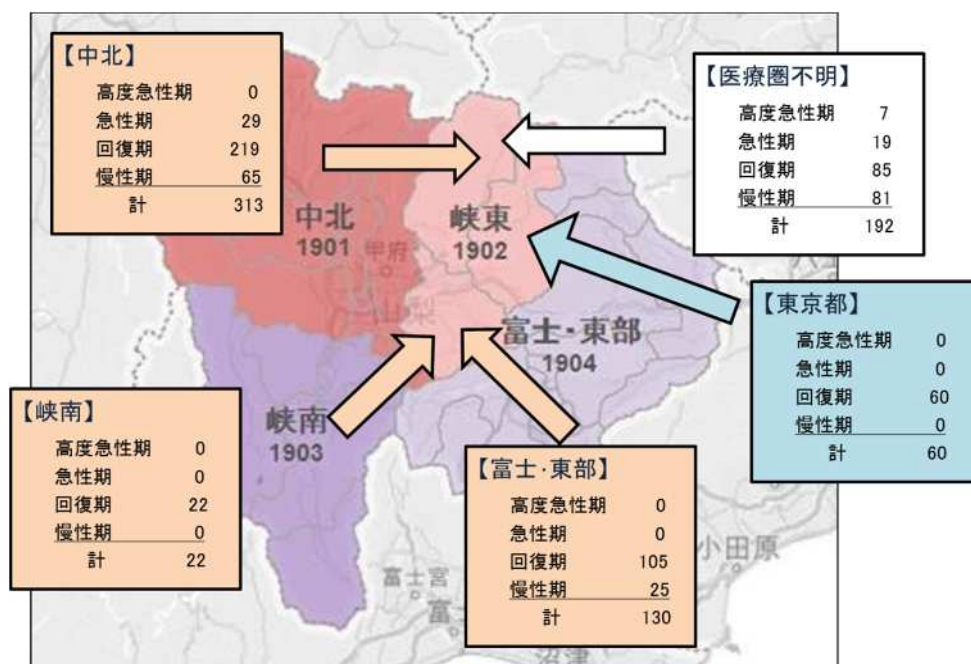 【中北】
高度急性期 0
急性期 29
回復期 219
慢性期 65
計 313
【医療圏不明】
高度急性期 7
急性期 19
回復期 85
慢性期 81
計 192
中北
1901
甲府
山梨
峡東
1902
富士・東部
1904
峡南
1903
【東京都】
高度急性期 0
急性期 0
回復期 60
慢性期 0
計 60
【峡南】
高度急性期 0
急性期 0
回復期 22
慢性期 0
計 22
【富士・東部】
高度急性期 0
急性期 0
回復期 105
慢性期 25
計 130
小田原
富士宮
富
沼津